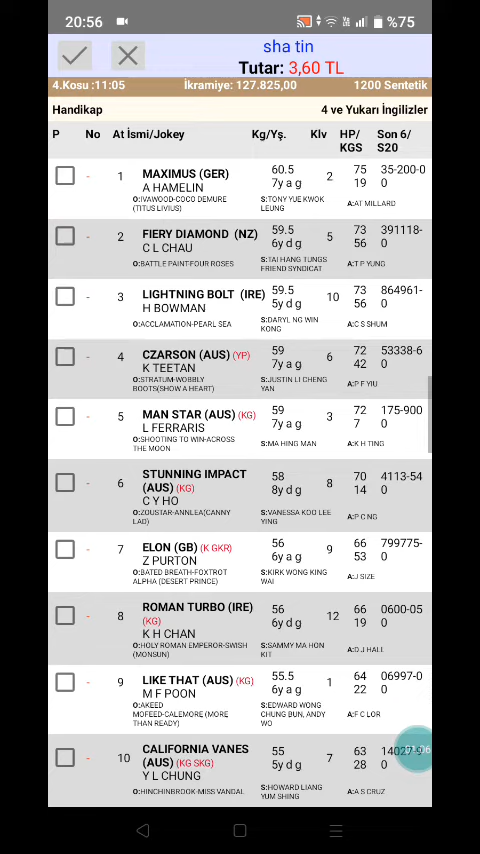 20:56 %75
sha tin
Tutar: 3,60 TL
4.Kosu :11:05 İkramiye: 127.825,00 1200 Sentetik
Handikap 4 ve Yukarı İngilizler
P No At İsmi/Jokey Kg/Yş. Klv HP/ Son 6/
KGS S20
- 1 MAXIMUS (GER) 60.5 2 75 35-200-0
A HAMELIN 7y a g 19 0
O:IVAWOOD-COCO DEMURE S:TONY YUE KWOK A:AT MILLARD
(TITUS LIVIUS) LEUNG
- 2 FIERY DIAMOND (NZ) 59.5 5 73 391118-
C L CHAU 6y d g 56 0
O:BATTLE PAINT-FOUR ROSES S:TAI HANG TUNGS A:T P YUNG
FRIEND SYNDICAT
- 3 LIGHTNING BOLT (IRE) 59.5 10 73 864961-
H BOWMAN 5y d g 56 0
O:ACCLAMATION-PEARL SEA S:DARYL NG WIN A:C S SHUM
KONG
- 4 CZARSON (AUS) (YP) 59 6 72 53338-6
K TEETAN 7y a g 42 0
O:STRATUM-WOBBLY S:JUSTIN LI CHENG A:P F YIU
BOOTS(SHOW A HEART) YAN
- 5 MAN STAR (AUS) (KG) 59 3 72 175-900
L FERRARIS 7y a g 7 0
O:SHOOTING TO WIN-ACROSS S:MA HING MAN A:K H TING
THE MOON
- 6 STUNNING IMPACT 58 8 70 4113-54
(AUS) (KG) 8y d g 14 0
C Y HO
O:ZOUSTAR-ANNLEA(CANNY S:VANESSA KOO LEE A:P C NG
LAD) YING
- 7 ELON (GB) (K GKR) 56 9 66 799775-
Z PURTON 6y a g 53 0
O:BATED BREATH-FOXTROT S:KIRK WONG KING A:J SIZE
ALPHA (DESERT PRINCE) WAI
- 8 ROMAN TURBO (IRE) 56 12 66 0600-05
(KG) 6y d g 19 0
K H CHAN
O:HOLY ROMAN EMPEROR-SWISH S:SAMMY MA HON A:D J HALL
(MONSUN) KIT
- 9 LIKE THAT (AUS) (KG) 55.5 1 64 06997-0
M F POON 6y a g 22 0
O:AKEED S:EDWARD WONG A:F C LOR
MOFEED-CALEMORE (MORE CHUNG BUN, ANDY
THAN READY) WO
- 10 CALIFORNIA VANES 55 7 63
(AUS) (KG SKG) 5y d g 28
Y L CHUNG
O:HINCHINBROOK-MISS VANDAL S:HOWARD LIANG A:A S CRUZ
YUM SHING